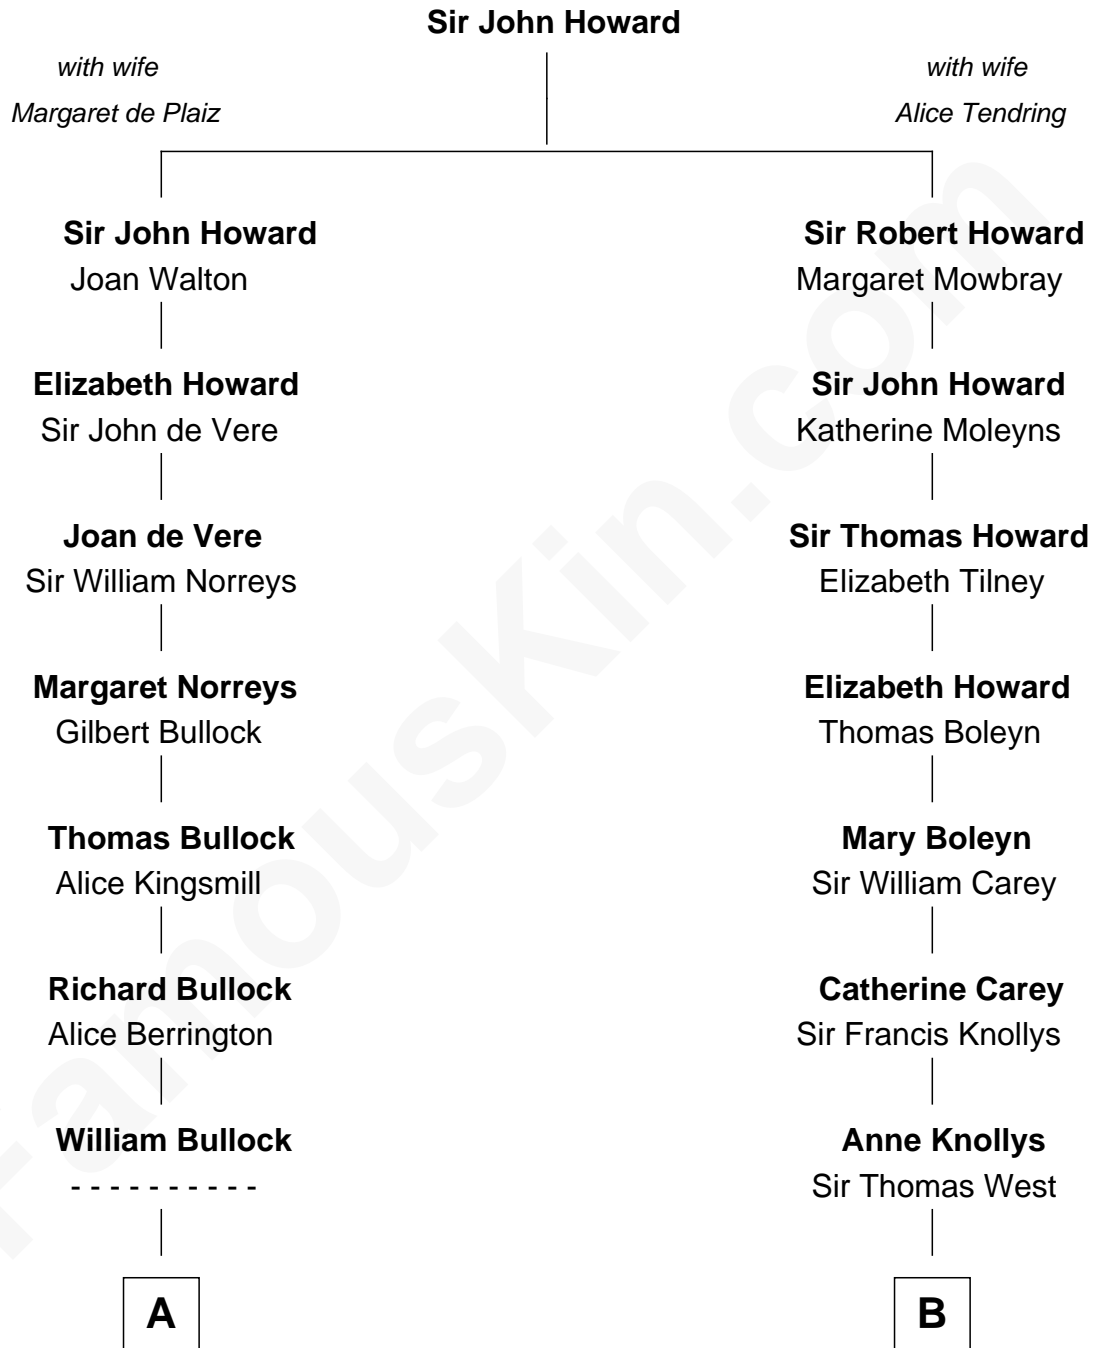 Sir John Howard
with wife
Margaret de Plaiz
with wife
Alice Tendring
Sir John Howard
Joan Walton
Elizabeth Howard
Sir John de Vere
Joan de Vere
Sir William Norreys
Margaret Norreys
Gilbert Bullock
Thomas Bullock
Alice Kingsmill
Richard Bullock
Alice Berrington
William Bullock
- - - - - - - - - -
A
Sir Robert Howard
Margaret Mowbray
Sir John Howard
Katherine Moleyns
Sir Thomas Howard
Elizabeth Tilney
Elizabeth Howard
Thomas Boleyn
Mary Boleyn
Sir William Carey
Catherine Carey
Sir Francis Knollys
Anne Knollys
Sir Thomas West
B
FamousKin.com